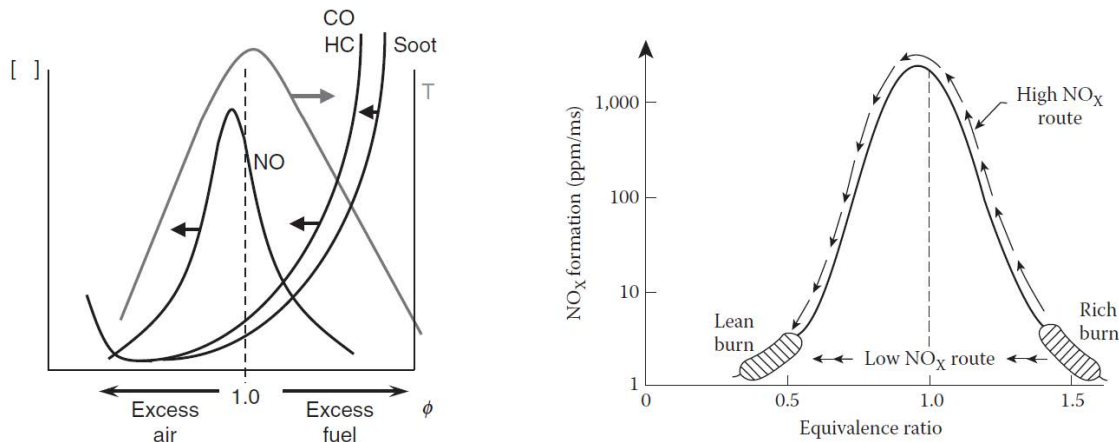 CO
HC
Soot
[ ]
T
NO
1.0
Excess
air
Excess
fuel
ϕ
NOX formation (ppm/ms)
1,000
100
10
1
High NOX
route
Lean
burn
Rich
burn
Low NOX route
0
0.5
1.0
1.5
Equivalence ratio